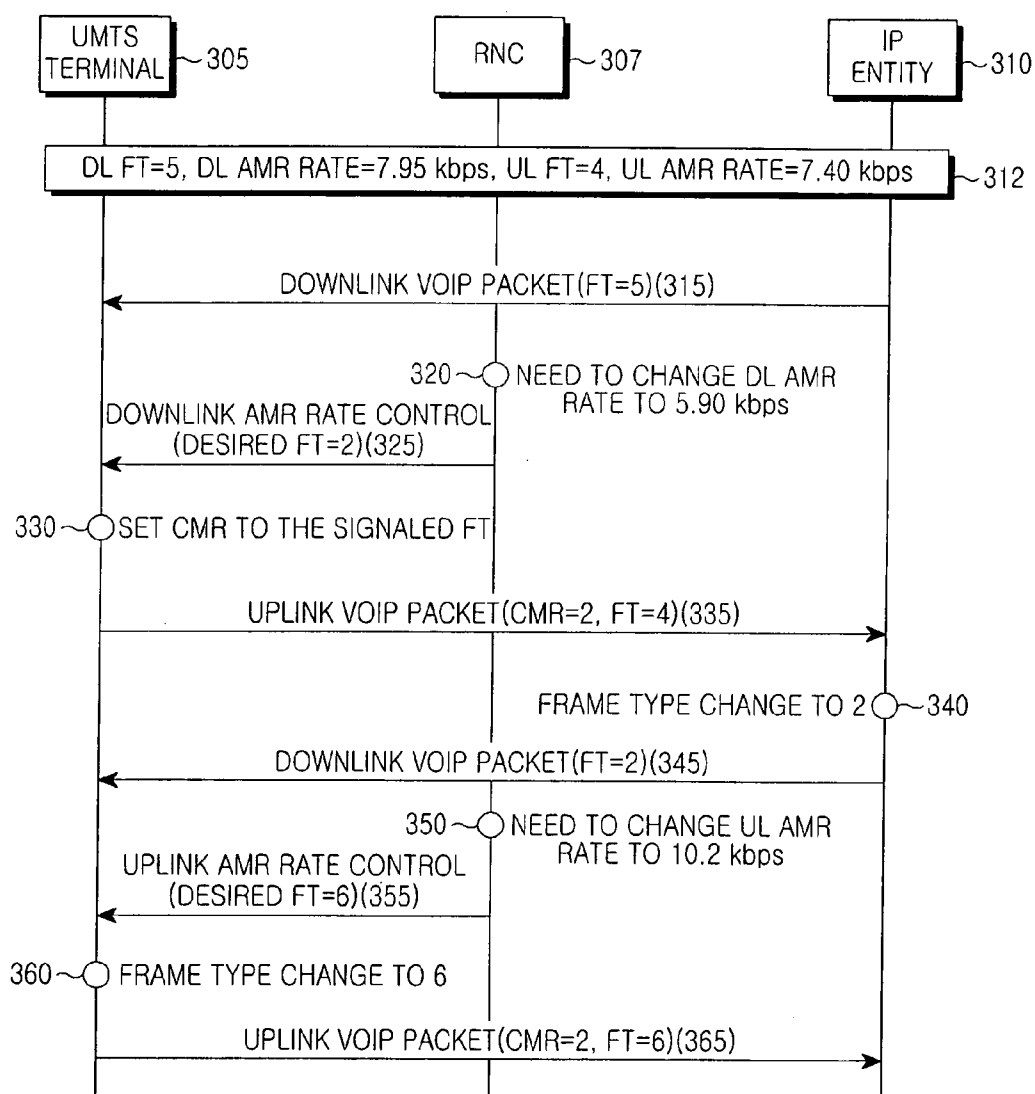 UMTS
TERMINAL
305
RNC
307
IP
ENTITY
310
DL FT=5, DL AMR RATE=7.95 kbps, UL FT=4, UL AMR RATE=7.40 kbps
312
DOWNLINK VOIP PACKET(FT=5)(315)
320
NEED TO CHANGE DL AMR
RATE TO 5.90 kbps
DOWNLINK AMR RATE CONTROL
(DESIRED FT=2)(325)
330
SET CMR TO THE SIGNALED FT
UPLINK VOIP PACKET(CMR=2, FT=4)(335)
FRAME TYPE CHANGE TO 2
340
DOWNLINK VOIP PACKET(FT=2)(345)
350
NEED TO CHANGE UL AMR
RATE TO 10.2 kbps
UPLINK AMR RATE CONTROL
(DESIRED FT=6)(355)
360
FRAME TYPE CHANGE TO 6
UPLINK VOIP PACKET(CMR=2, FT=6)(365)